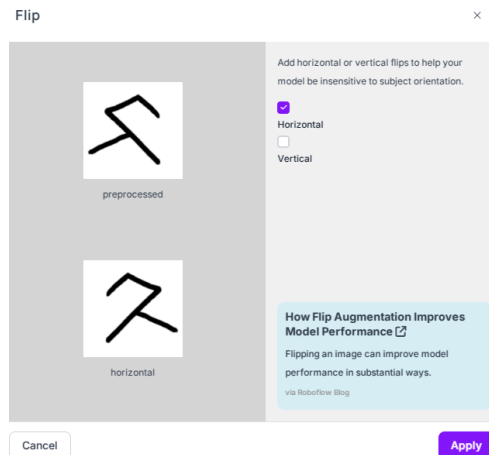 Flip
Add horizontal or vertical flips to help your
model be insensitive to subject orientation.
Horizontal
Vertical
preprocessed
horizontal
How Flip Augmentation Improves
Model Performance
Flipping an image can improve model
performance in substantial ways.
via Roboflow Blog
Cancel
Apply